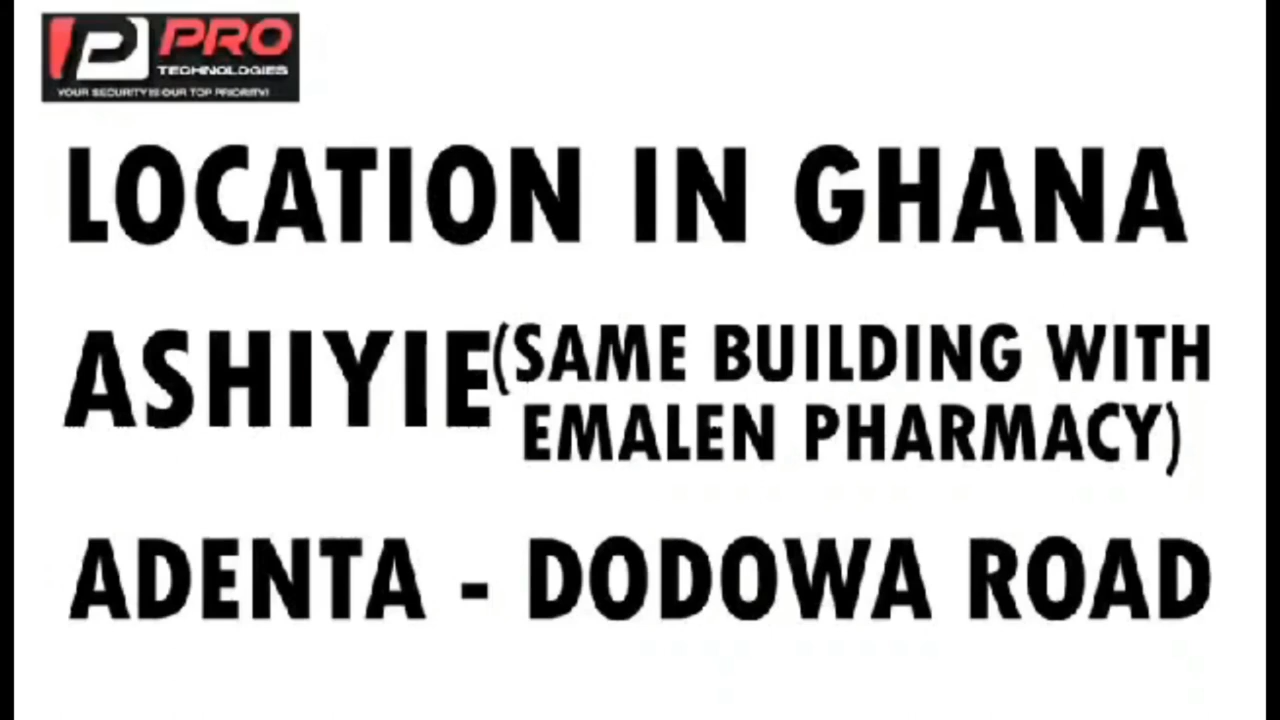 PRO
TECHNOLOGIES
YOUR SECURITY IS OUR TOP PRIORITY!
LOCATION IN GHANA
ASHIYIE (SAME BUILDING WITH
EMALEN PHARMACY)
ADENTA - DODOWA ROAD